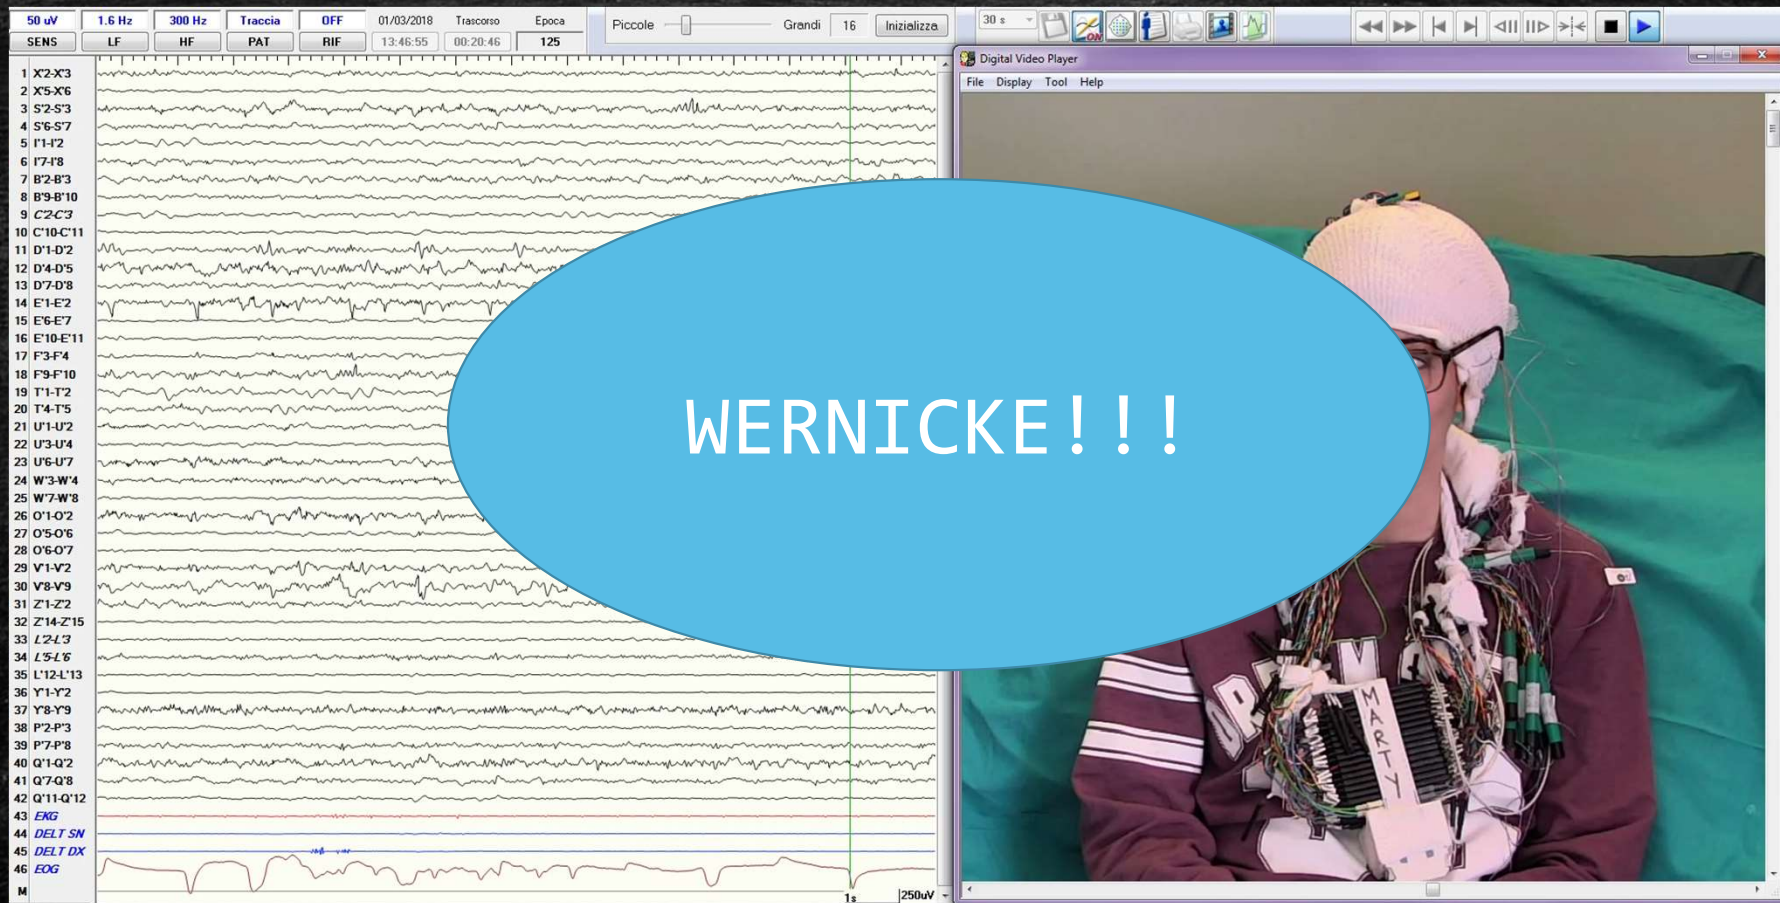 50 uV 1.6 Hz 300 Hz Traccia OFF 01/03/2018 Trascorso Epoca
SENS LF HF PAT RIF 13:46:55 00:20:46 125
Piccole Grandi 16 Inizializza
30 s
ON
Digital Video Player
File Display Tool Help
1 X'2-X'3
2 X'5-X'6
3 S'2-S'3
4 S'6-S'7
5 I'1-I'2
6 I'7-I'8
7 B'2-B'3
8 B'9-B'10
9 C'2-C'3
10 C'10-C'11
11 D'1-D'2
12 D'4-D'5
13 D'7-D'8
14 E'1-E'2
15 E'6-E'7
16 E'10-E'11
17 F'3-F'4
18 F'9-F'10
19 T'1-T'2
20 T'4-T'5
21 U'1-U'2
22 U'3-U'4
23 U'6-U'7
24 W'3-W'4
25 W'7-W'8
26 O'1-O'2
27 O'5-O'6
28 O'6-O'7
29 V'1-V'2
30 V'8-V'9
31 Z'1-Z'2
32 Z'14-Z'15
33 L'2-L'3
34 L'5-L'6
35 L'12-L'13
36 Y'1-Y'2
37 Y'8-Y'9
38 P'2-P'3
39 P'7-P'8
40 Q'1-Q'2
41 Q'7-Q'8
42 Q'11-Q'12
43 EKG
44 DELT SN
45 DELT DX
46 EOG
M
1s 250uV
WERNICKE!!!
MARTY